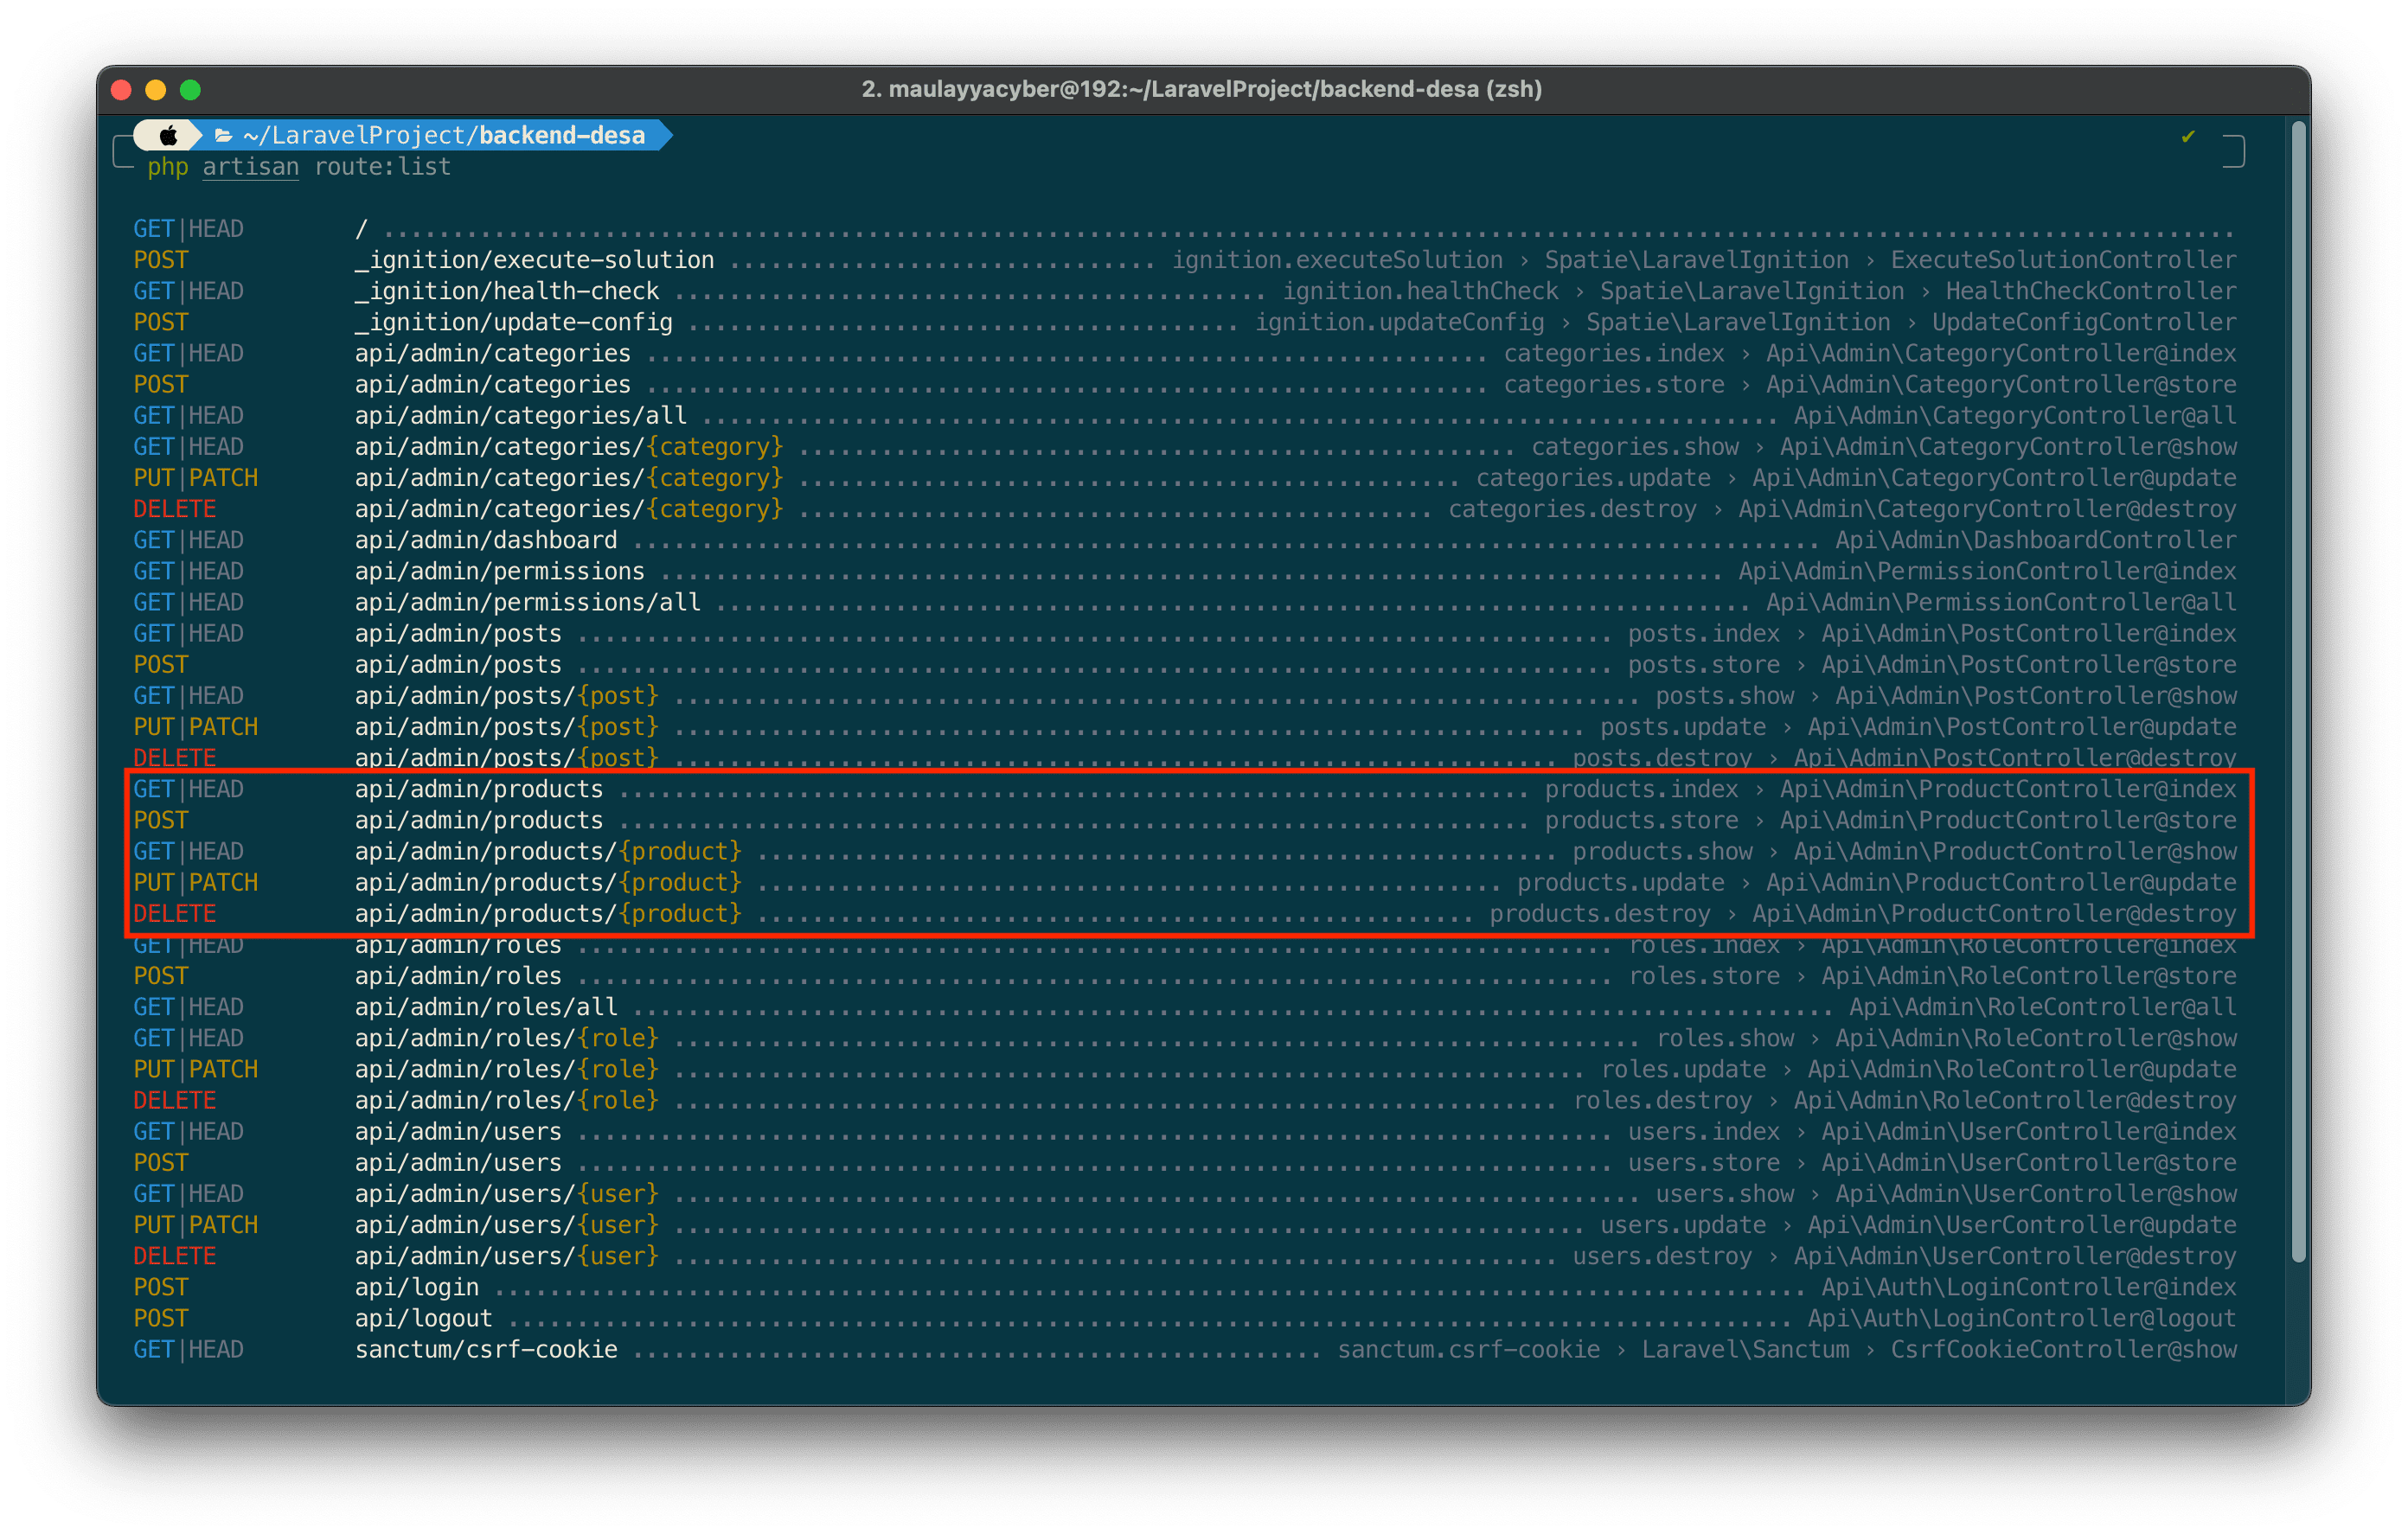 2. maulayyacyber@192:~/LaravelProject/backend-desa (zsh)
~/LaravelProject/backend-desa ✔
php artisan route:list
GET|HEAD / ........................................................................................................................................
POST _ignition/execute-solution ............................... ignition.executeSolution › Spatie\LaravelIgnition › ExecuteSolutionController
GET|HEAD _ignition/health-check ........................................... ignition.healthCheck › Spatie\LaravelIgnition › HealthCheckController
POST _ignition/update-config ........................................ ignition.updateConfig › Spatie\LaravelIgnition › UpdateConfigController
GET|HEAD api/admin/categories ............................................................. categories.index › Api\Admin\CategoryController@index
POST api/admin/categories ............................................................. categories.store › Api\Admin\CategoryController@store
GET|HEAD api/admin/categories/all .............................................................................. Api\Admin\CategoryController@all
GET|HEAD api/admin/categories/{category} .................................................... categories.show › Api\Admin\CategoryController@show
PUT|PATCH api/admin/categories/{category} ................................................ categories.update › Api\Admin\CategoryController@update
DELETE api/admin/categories/{category} .............................................. categories.destroy › Api\Admin\CategoryController@destroy
GET|HEAD api/admin/dashboard ...................................................................................... Api\Admin\DashboardController
GET|HEAD api/admin/permissions ............................................................................. Api\Admin\PermissionController@index
GET|HEAD api/admin/permissions/all ........................................................................... Api\Admin\PermissionController@all
GET|HEAD api/admin/posts ........................................................................... posts.index › Api\Admin\PostController@index
POST api/admin/posts ........................................................................... posts.store › Api\Admin\PostController@store
GET|HEAD api/admin/posts/{post} ...................................................................... posts.show › Api\Admin\PostController@show
PUT|PATCH api/admin/posts/{post} .................................................................. posts.update › Api\Admin\PostController@update
DELETE api/admin/posts/{post} ................................................................ posts.destroy › Api\Admin\PostController@destroy
GET|HEAD api/admin/products .................................................................. products.index › Api\Admin\ProductController@index
POST api/admin/products .................................................................. products.store › Api\Admin\ProductController@store
GET|HEAD api/admin/products/{product} .......................................................... products.show › Api\Admin\ProductController@show
PUT|PATCH api/admin/products/{product} ...................................................... products.update › Api\Admin\ProductController@update
DELETE api/admin/products/{product} .................................................... products.destroy › Api\Admin\ProductController@destroy
GET|HEAD api/admin/roles ........................................................................... roles.index › Api\Admin\RoleController@index
POST api/admin/roles ........................................................................... roles.store › Api\Admin\RoleController@store
GET|HEAD api/admin/roles/all ....................................................................................... Api\Admin\RoleController@all
GET|HEAD api/admin/roles/{role} ...................................................................... roles.show › Api\Admin\RoleController@show
PUT|PATCH api/admin/roles/{role} .................................................................. roles.update › Api\Admin\RoleController@update
DELETE api/admin/roles/{role} ................................................................ roles.destroy › Api\Admin\RoleController@destroy
GET|HEAD api/admin/users ........................................................................... users.index › Api\Admin\UserController@index
POST api/admin/users ........................................................................... users.store › Api\Admin\UserController@store
GET|HEAD api/admin/users/{user} ...................................................................... users.show › Api\Admin\UserController@show
PUT|PATCH api/admin/users/{user} .................................................................. users.update › Api\Admin\UserController@update
DELETE api/admin/users/{user} ................................................................ users.destroy › Api\Admin\UserController@destroy
POST api/login ............................................................................................... Api\Auth\LoginController@index
POST api/logout ............................................................................................. Api\Auth\LoginController@logout
GET|HEAD sanctum/csrf-cookie .................................................. sanctum.csrf-cookie › Laravel\Sanctum › CsrfCookieController@show